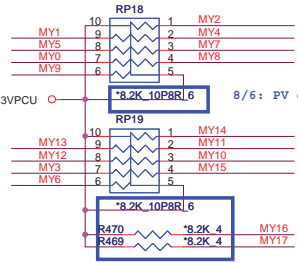 RP18
10 1 MY2
MY1 9 2 MY4
MY5 8 3 MY7
MY0 7 4 MY8
MY9 6 5
3VPCU *8.2K_10P8R_6 8/6: PV
RP19
10 1 MY14
MY13 9 2 MY11
MY12 8 3 MY10
MY3 7 4 MY15
MY6 6 5
*8.2K_10P8R_6
R470 *8.2K_4 MY16
R469 *8.2K_4 MY17